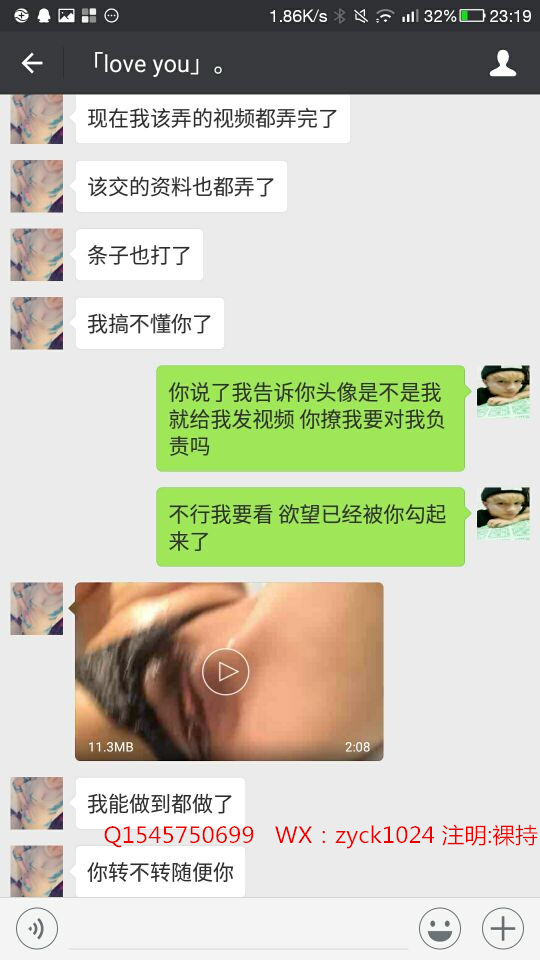 1.86K/s 32% 23:19
「love you」。
现在我该弄的视频都弄完了
该交的资料也都弄了
条子也打了
我搞不懂你了
你说了我告诉你头像是不是我
就给我发视频 你撩我要对我负
责吗
不行我要看 欲望已经被你勾起
来了
11.3MB 2:08
我能做到都做了
Q1545750699 WX：zyck1024 注明:裸持
你转不转随便你